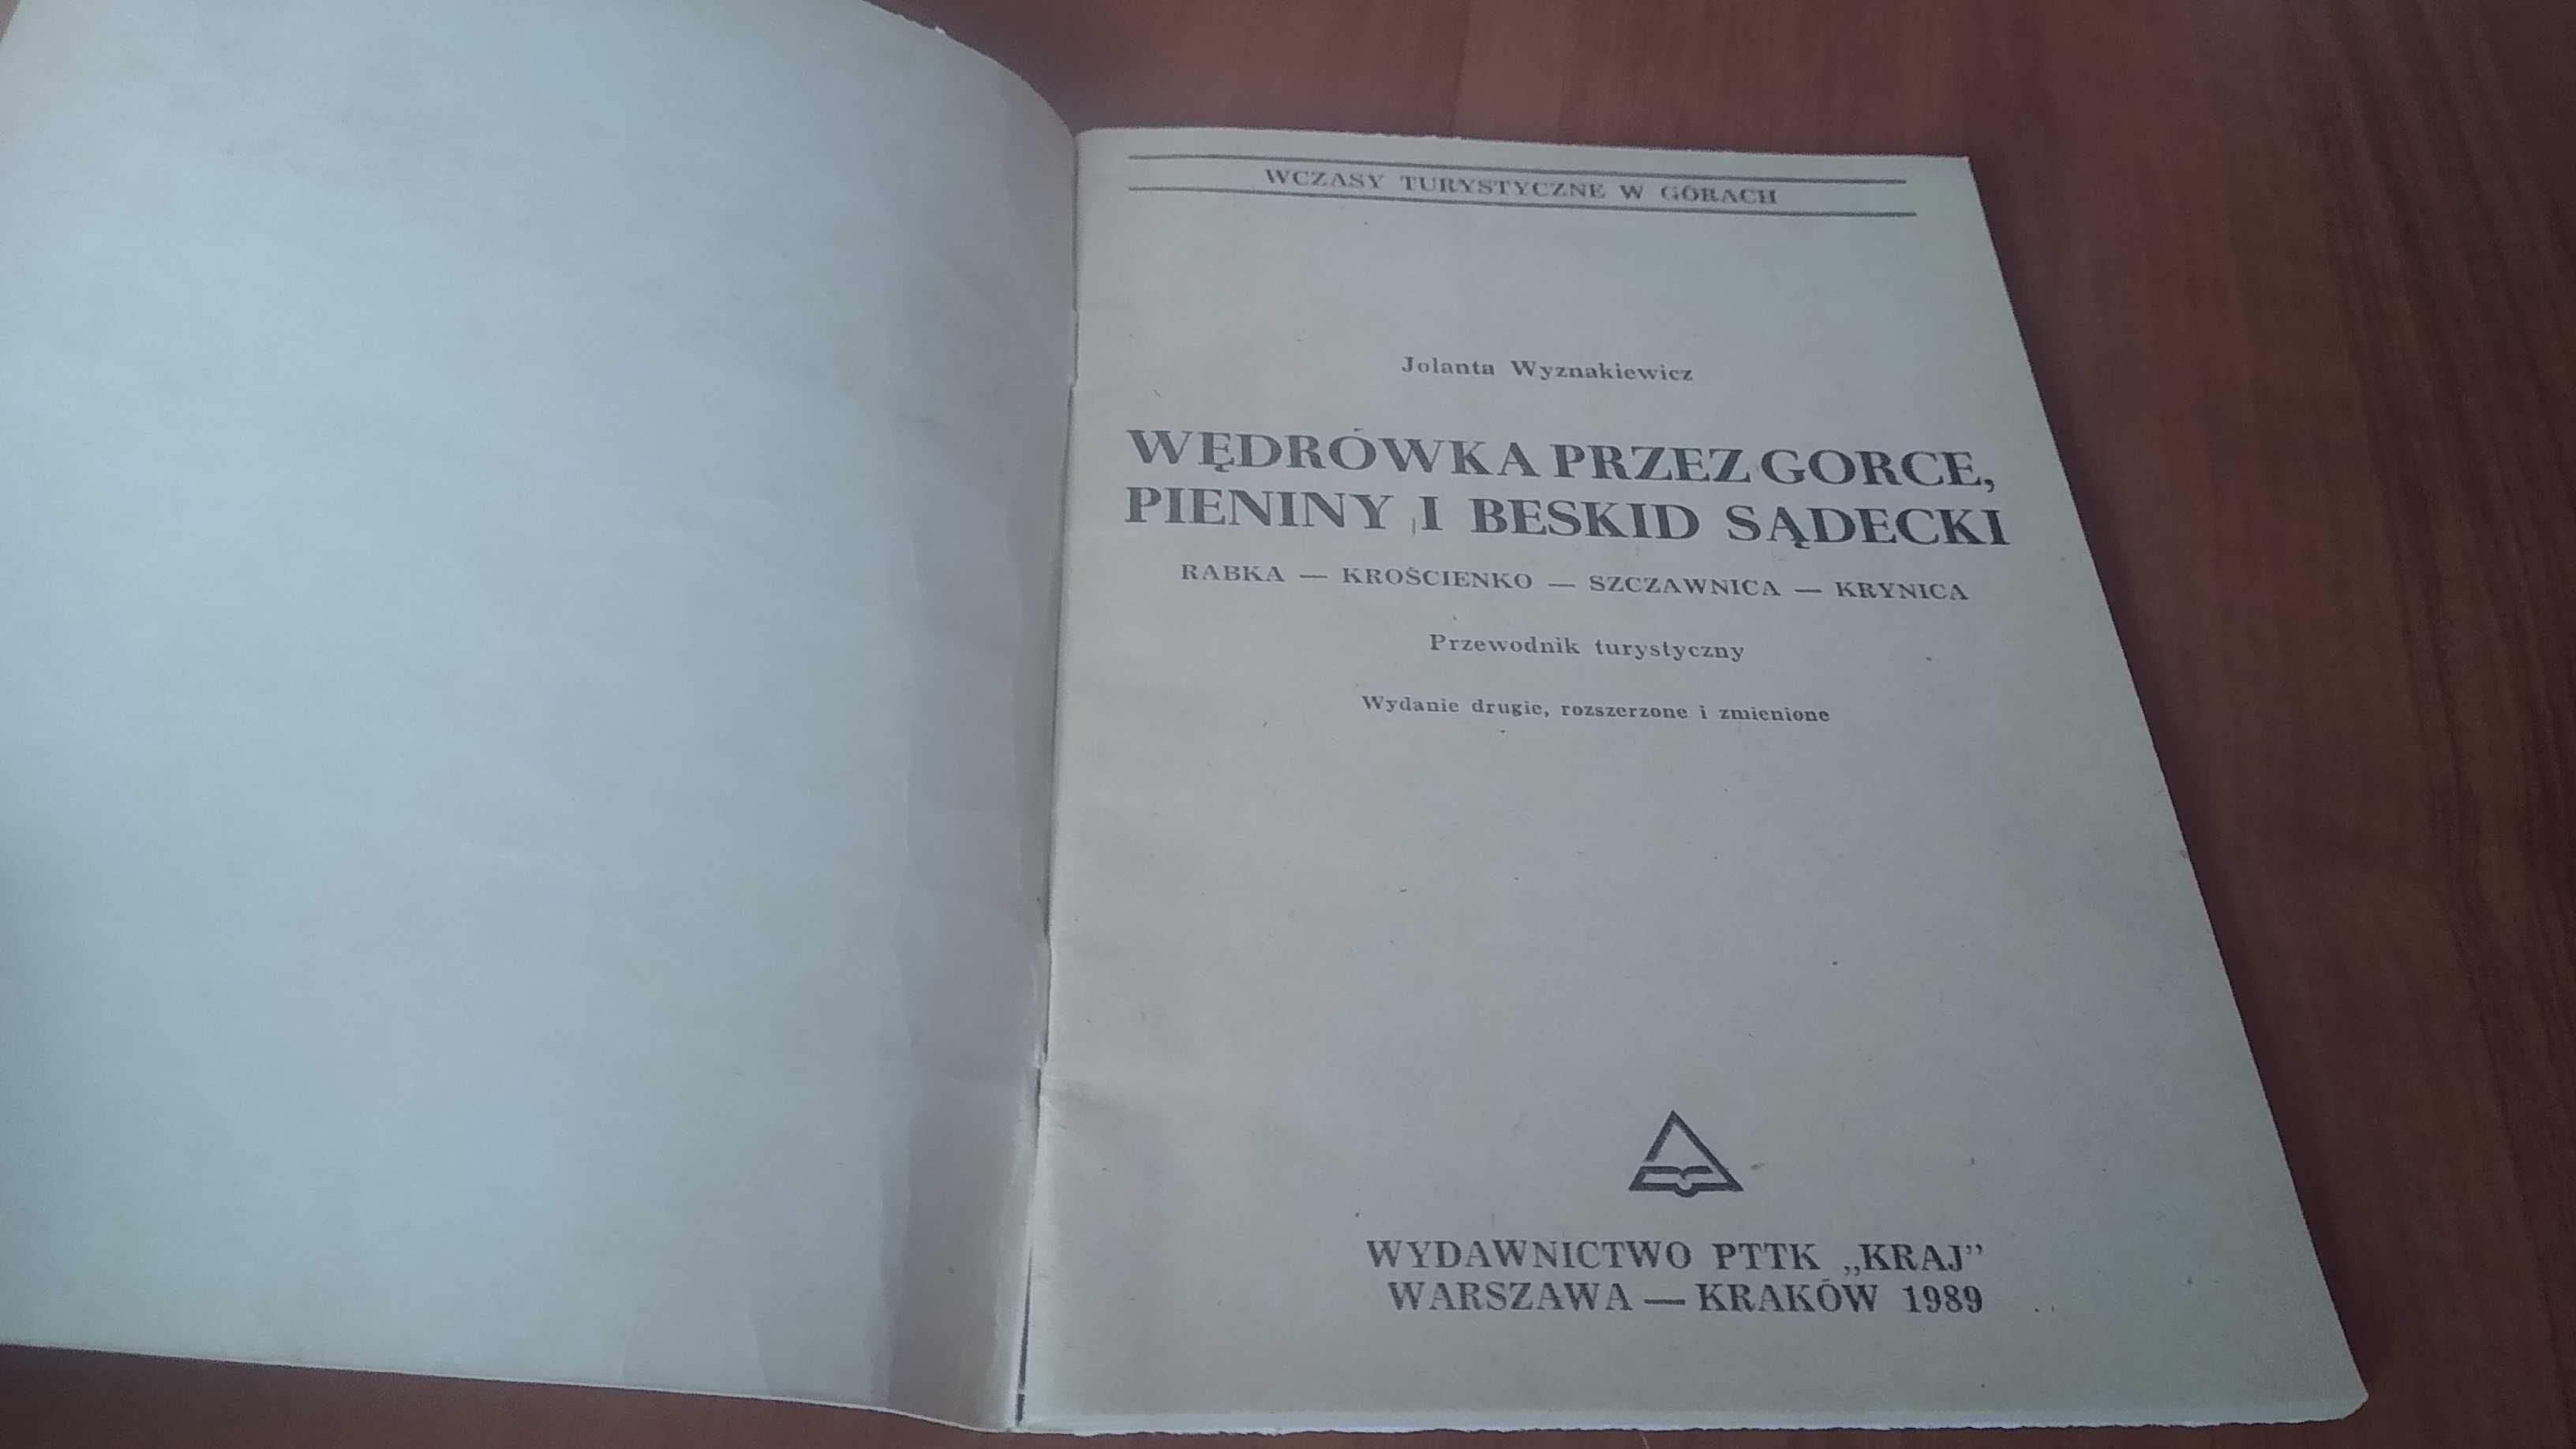 WCZASY TURYSTYCZNE W GÓRACH
Jolanta Wyznakiewicz
WĘDRÓWKA PRZEZ GORCE,
PIENINY I BESKID SĄDECKI
RABKA — KROŚCIENKO — SZCZAWNICA — KRYNICA
Przewodnik turystyczny
Wydanie drugie, rozszerzone i zmienione
WYDAWNICTWO PTTK „KRAJ”
WARSZAWA — KRAKÓW 1989